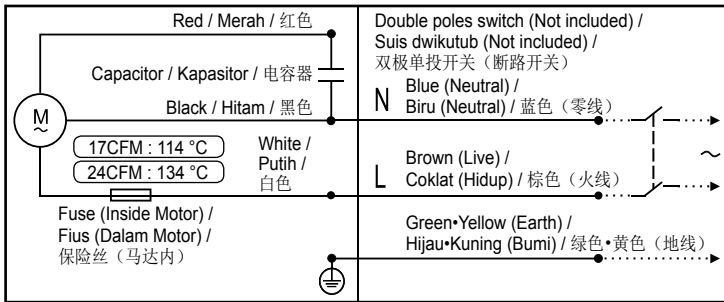 Red / Merah / 红色
Capacitor / Kapasitor / 电容器
M
~
Black / Hitam / 黑色
17CFM : 114 °C
24CFM : 134 °C
White /
Putih /
白色
Fuse (Inside Motor) /
Fius (Dalam Motor) /
保险丝（马达内）
Double poles switch (Not included) /
Suis dwikutub (Not included) /
双极单投开关（断路开关）
N
Blue (Neutral) /
Biru (Neutral) / 蓝色（零线）
~
L
Brown (Live) /
Coklat (Hidup) / 棕色（火线）
Green•Yellow (Earth) /
Hijau•Kuning (Bumi) / 绿色•黄色（地线）